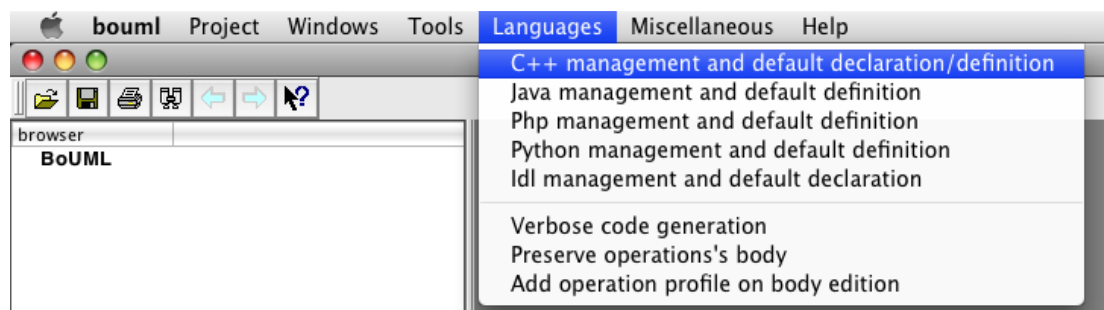 bouml Project Windows Tools Languages Miscellaneous Help
C++ management and default declaration/definition
Java management and default definition
Php management and default definition
Python management and default definition
Idl management and default declaration
Verbose code generation
Preserve operations's body
Add operation profile on body edition
browser
BoUML